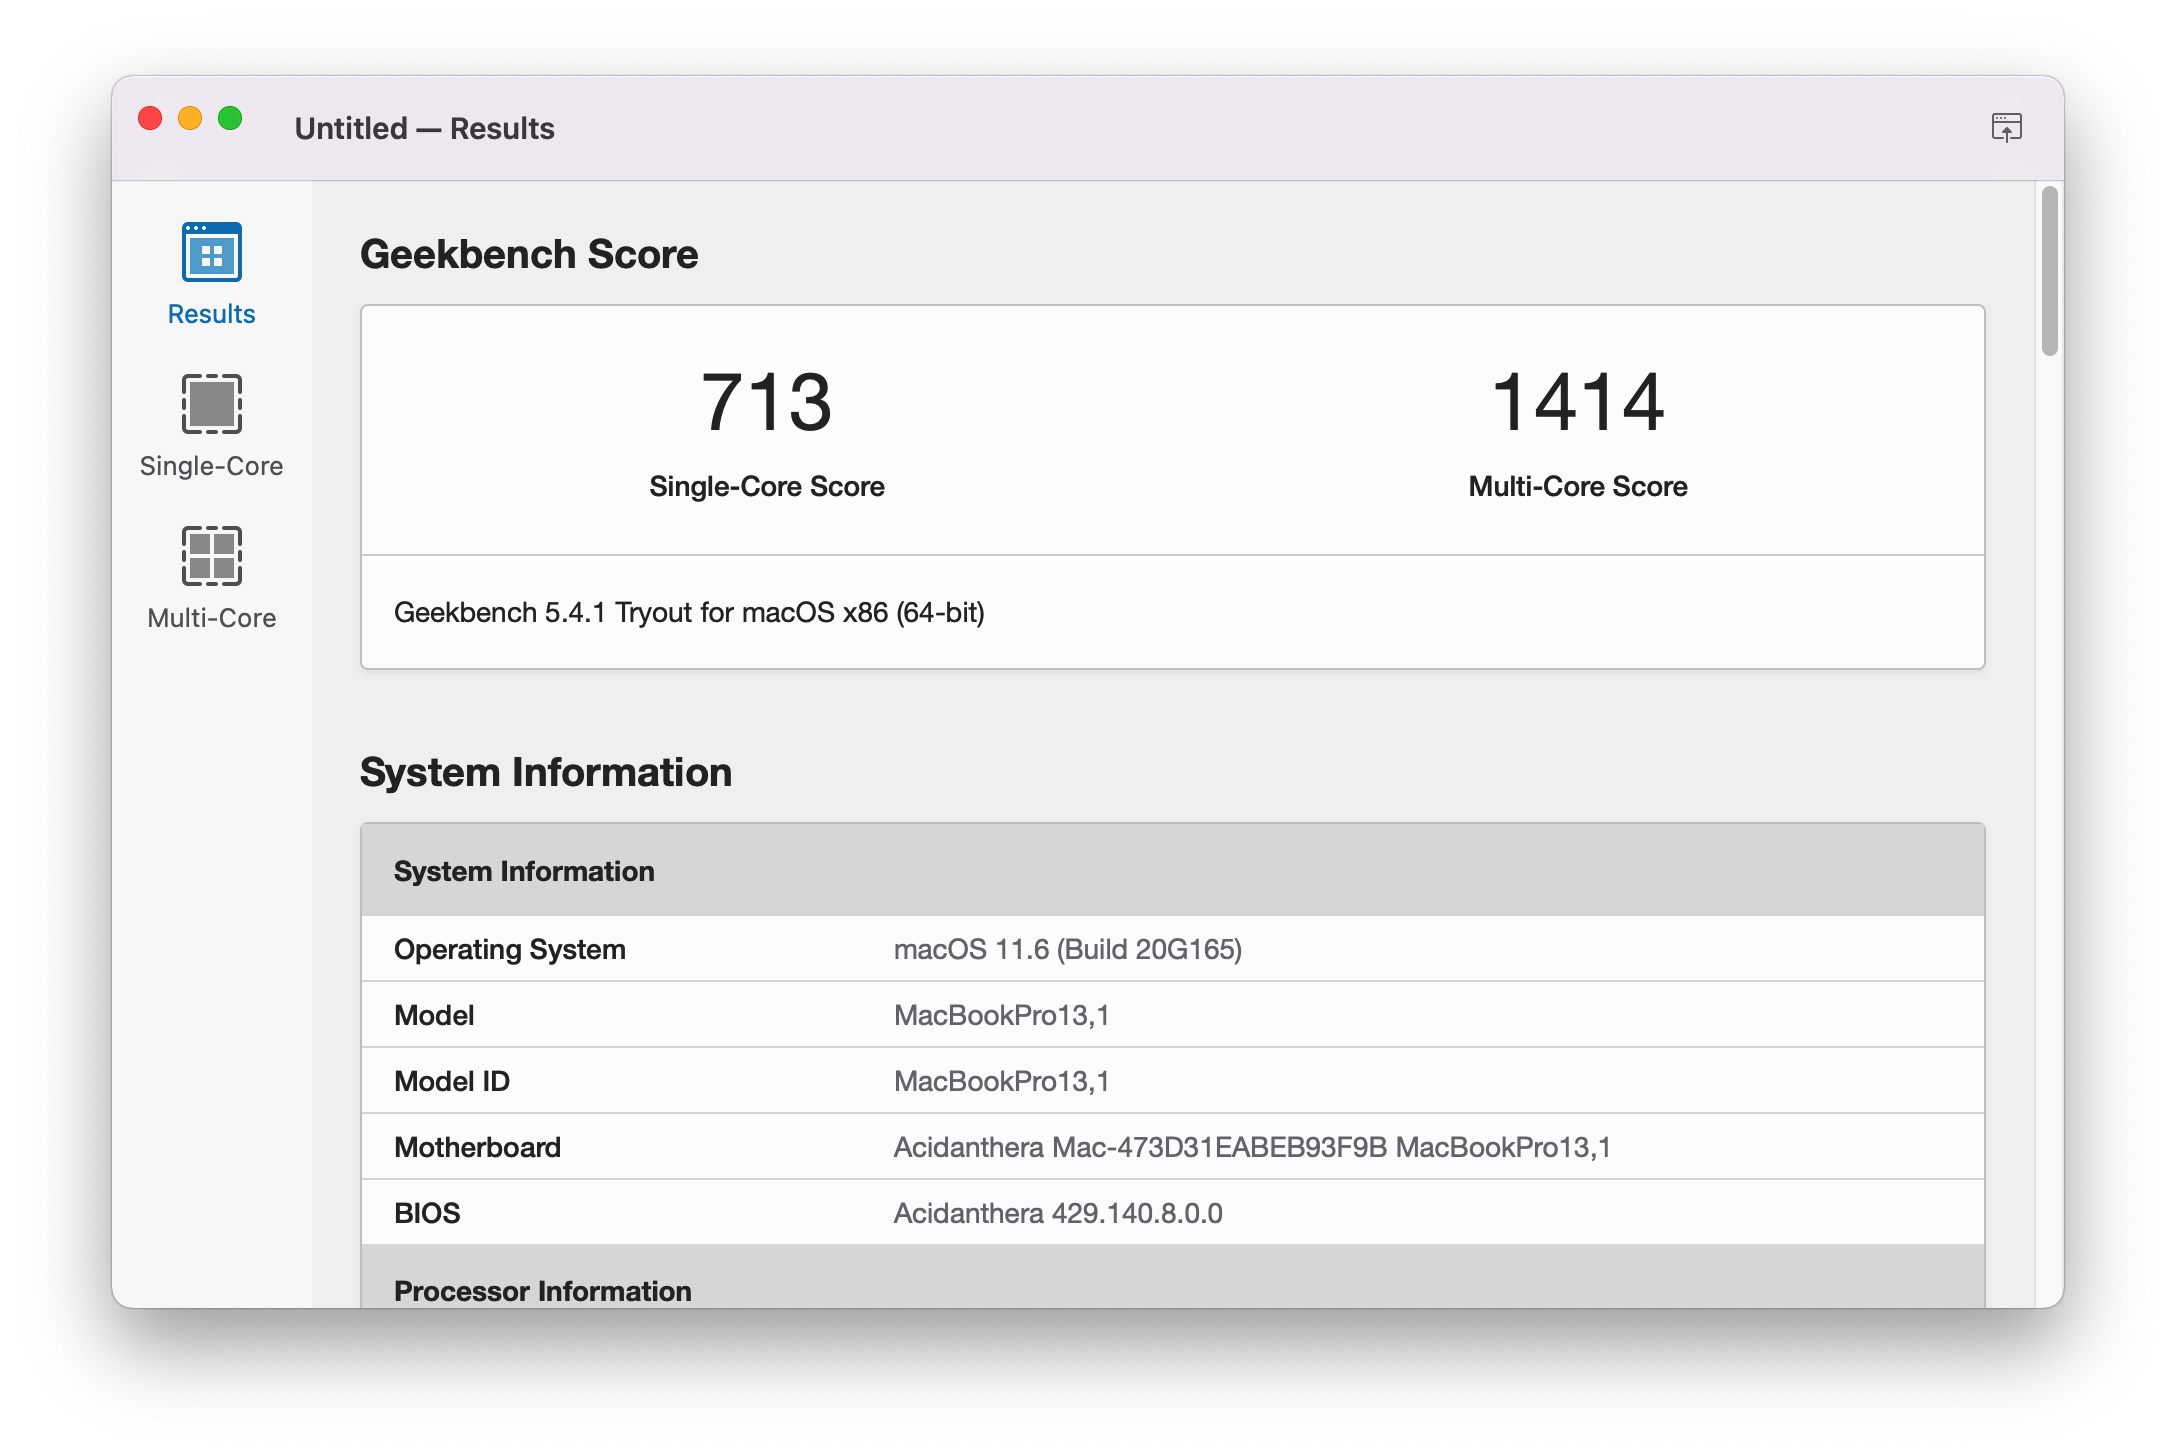 Untitled — Results
Results
Single-Core
Multi-Core
Geekbench Score
713
Single-Core Score
1414
Multi-Core Score
Geekbench 5.4.1 Tryout for macOS x86 (64-bit)
System Information
System Information
Operating System macOS 11.6 (Build 20G165)
Model MacBookPro13,1
Model ID MacBookPro13,1
Motherboard Acidanthera Mac-473D31EABEB93F9B MacBookPro13,1
BIOS Acidanthera 429.140.8.0.0
Processor Information